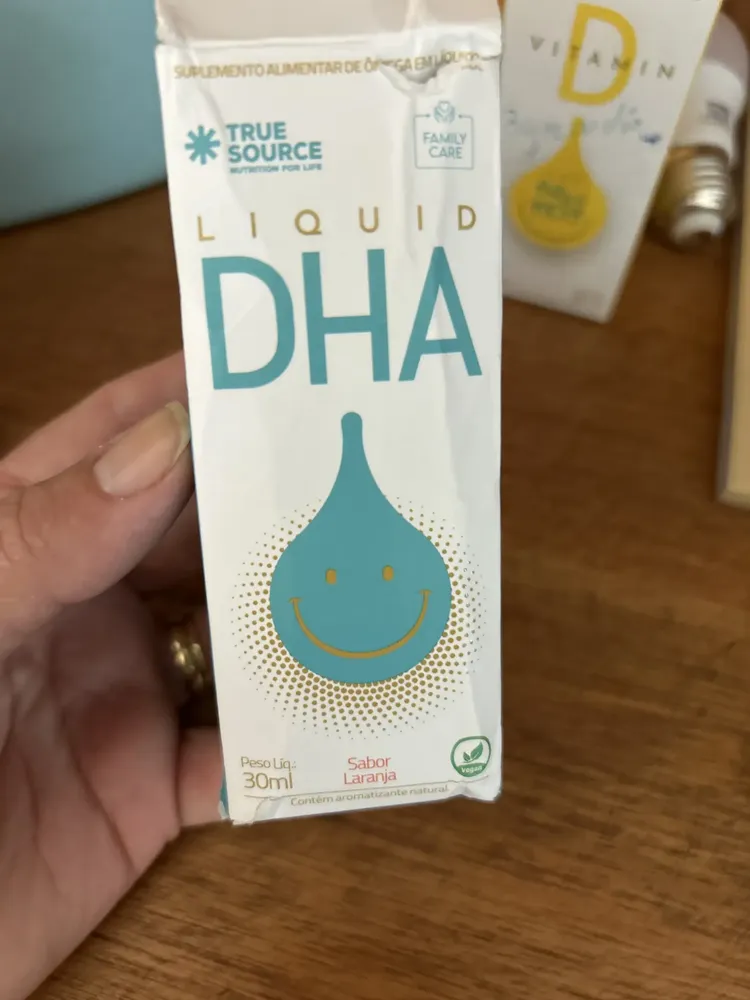 SUPLEMENTO ALIMENTAR DE ÔMEGA EM LÍQUIDO
TRUE
SOURCE
NUTRITION FOR LIFE
FAMILY
CARE
LIQUID
DHA
Peso Líq.:
30ml
Sabor
Laranja
vegan
Contém aromatizante natural
VITAMIN
D